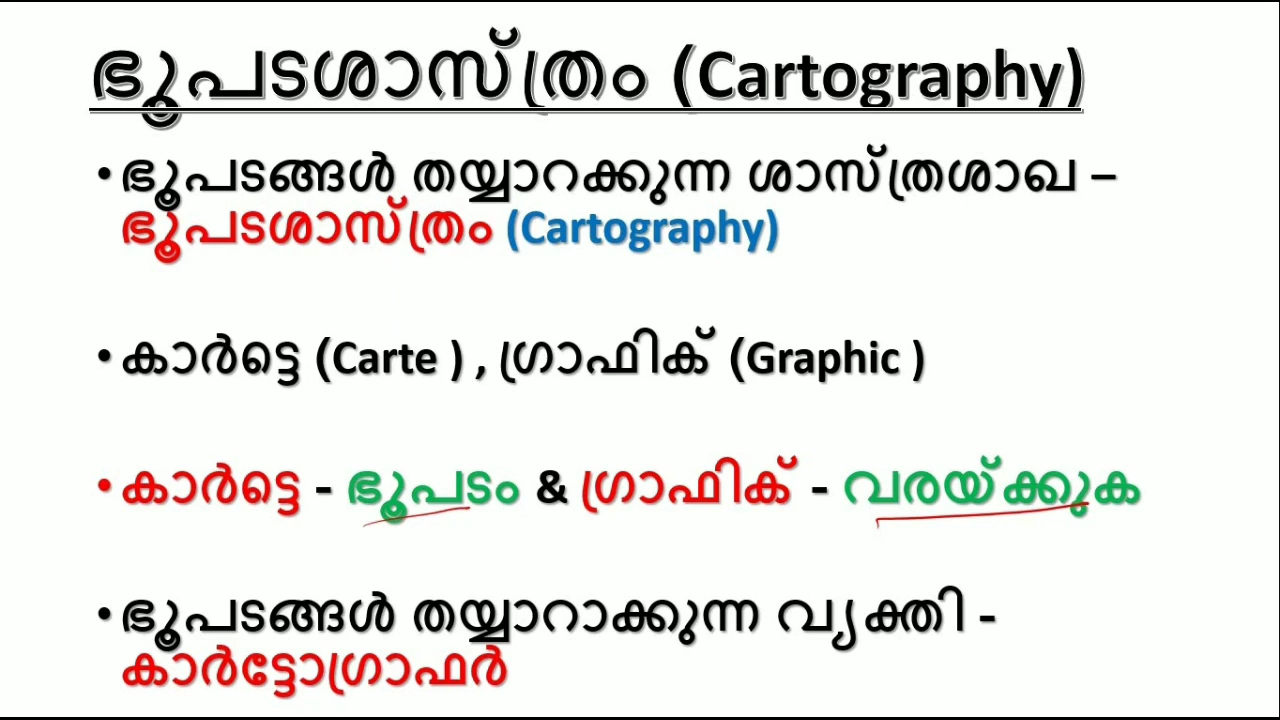 ഭൂപടശാസ്ത്രം (Cartography)
• ഭൂപടങ്ങൾ തയ്യാറക്കുന്ന ശാസ്ത്രശാഖ –
ഭൂപടശാസ്ത്രം (Cartography)
• കാർട്ടെ (Carte ) , ഗ്രാഫിക് (Graphic )
• കാർട്ടെ - ഭൂപടം & ഗ്രാഫിക് - വരയ്ക്കുക
• ഭൂപടങ്ങൾ തയ്യാറാക്കുന്ന വ്യക്തി -
കാർട്ടോഗ്രാഫർ